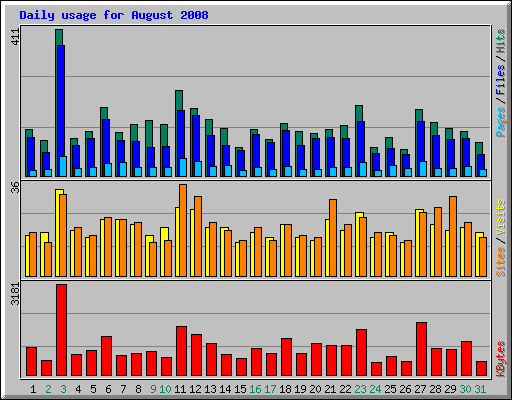 Daily usage for August 2008
411
Pages / Files / Hits
36
Sites / Visits
3181
KBytes
1 2 3 4 5 6 7 8 9 10 11 12 13 14 15 16 17 18 19 20 21 22 23 24 25 26 27 28 29 30 31